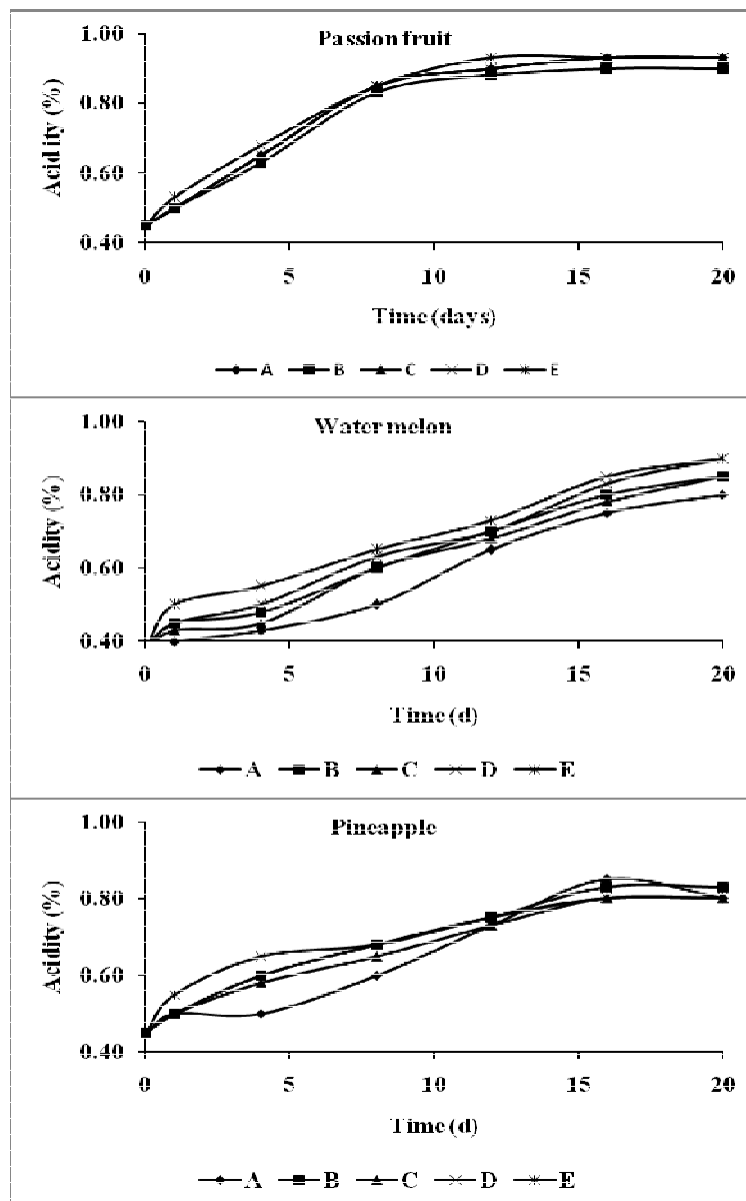 Passion fruit
1.00
0.80
0.60
0.40
Acidity (%)
0 5 10 15 20
Time (days)
A B C D E
Water melon
1.00
0.80
0.60
0.40
Acidity (%)
0 5 10 15 20
Time (d)
A B C D E
Pineapple
1.00
0.80
0.60
0.40
Acidity (%)
0 5 10 15 20
Time (d)
A B C D E